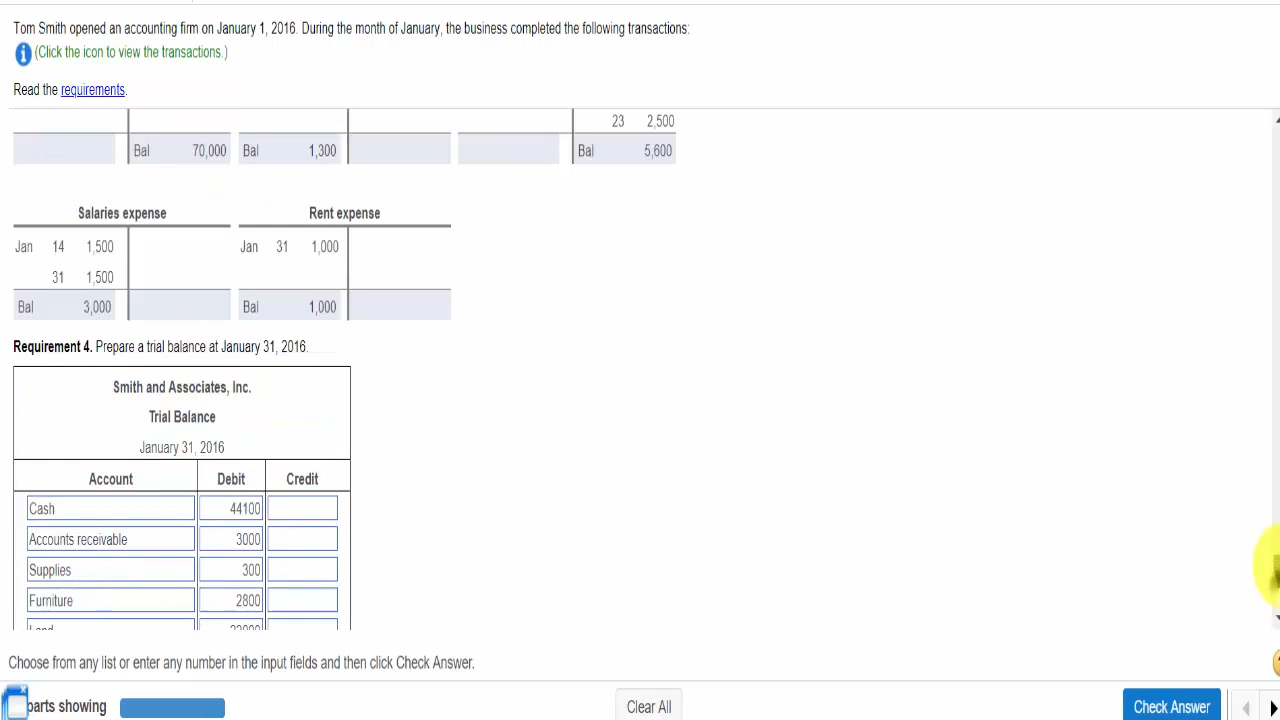 Tom Smith opened an accounting firm on January 1, 2016. During the month of January, the business completed the following transactions:
(Click the icon to view the transactions.)
Read the requirements.
23 2,500
Bal 70,000 Bal 1,300 Bal 5,600
Salaries expense Rent expense
Jan 14 1,500 Jan 31 1,000
31 1,500
Bal 3,000 Bal 1,000
Requirement 4. Prepare a trial balance at January 31, 2016.
Smith and Associates, Inc.
Trial Balance
January 31, 2016
Account Debit Credit
Cash 44100
Accounts receivable 3000
Supplies 300
Furniture 2800
Choose from any list or enter any number in the input fields and then click Check Answer.
parts showing Clear All Check Answer